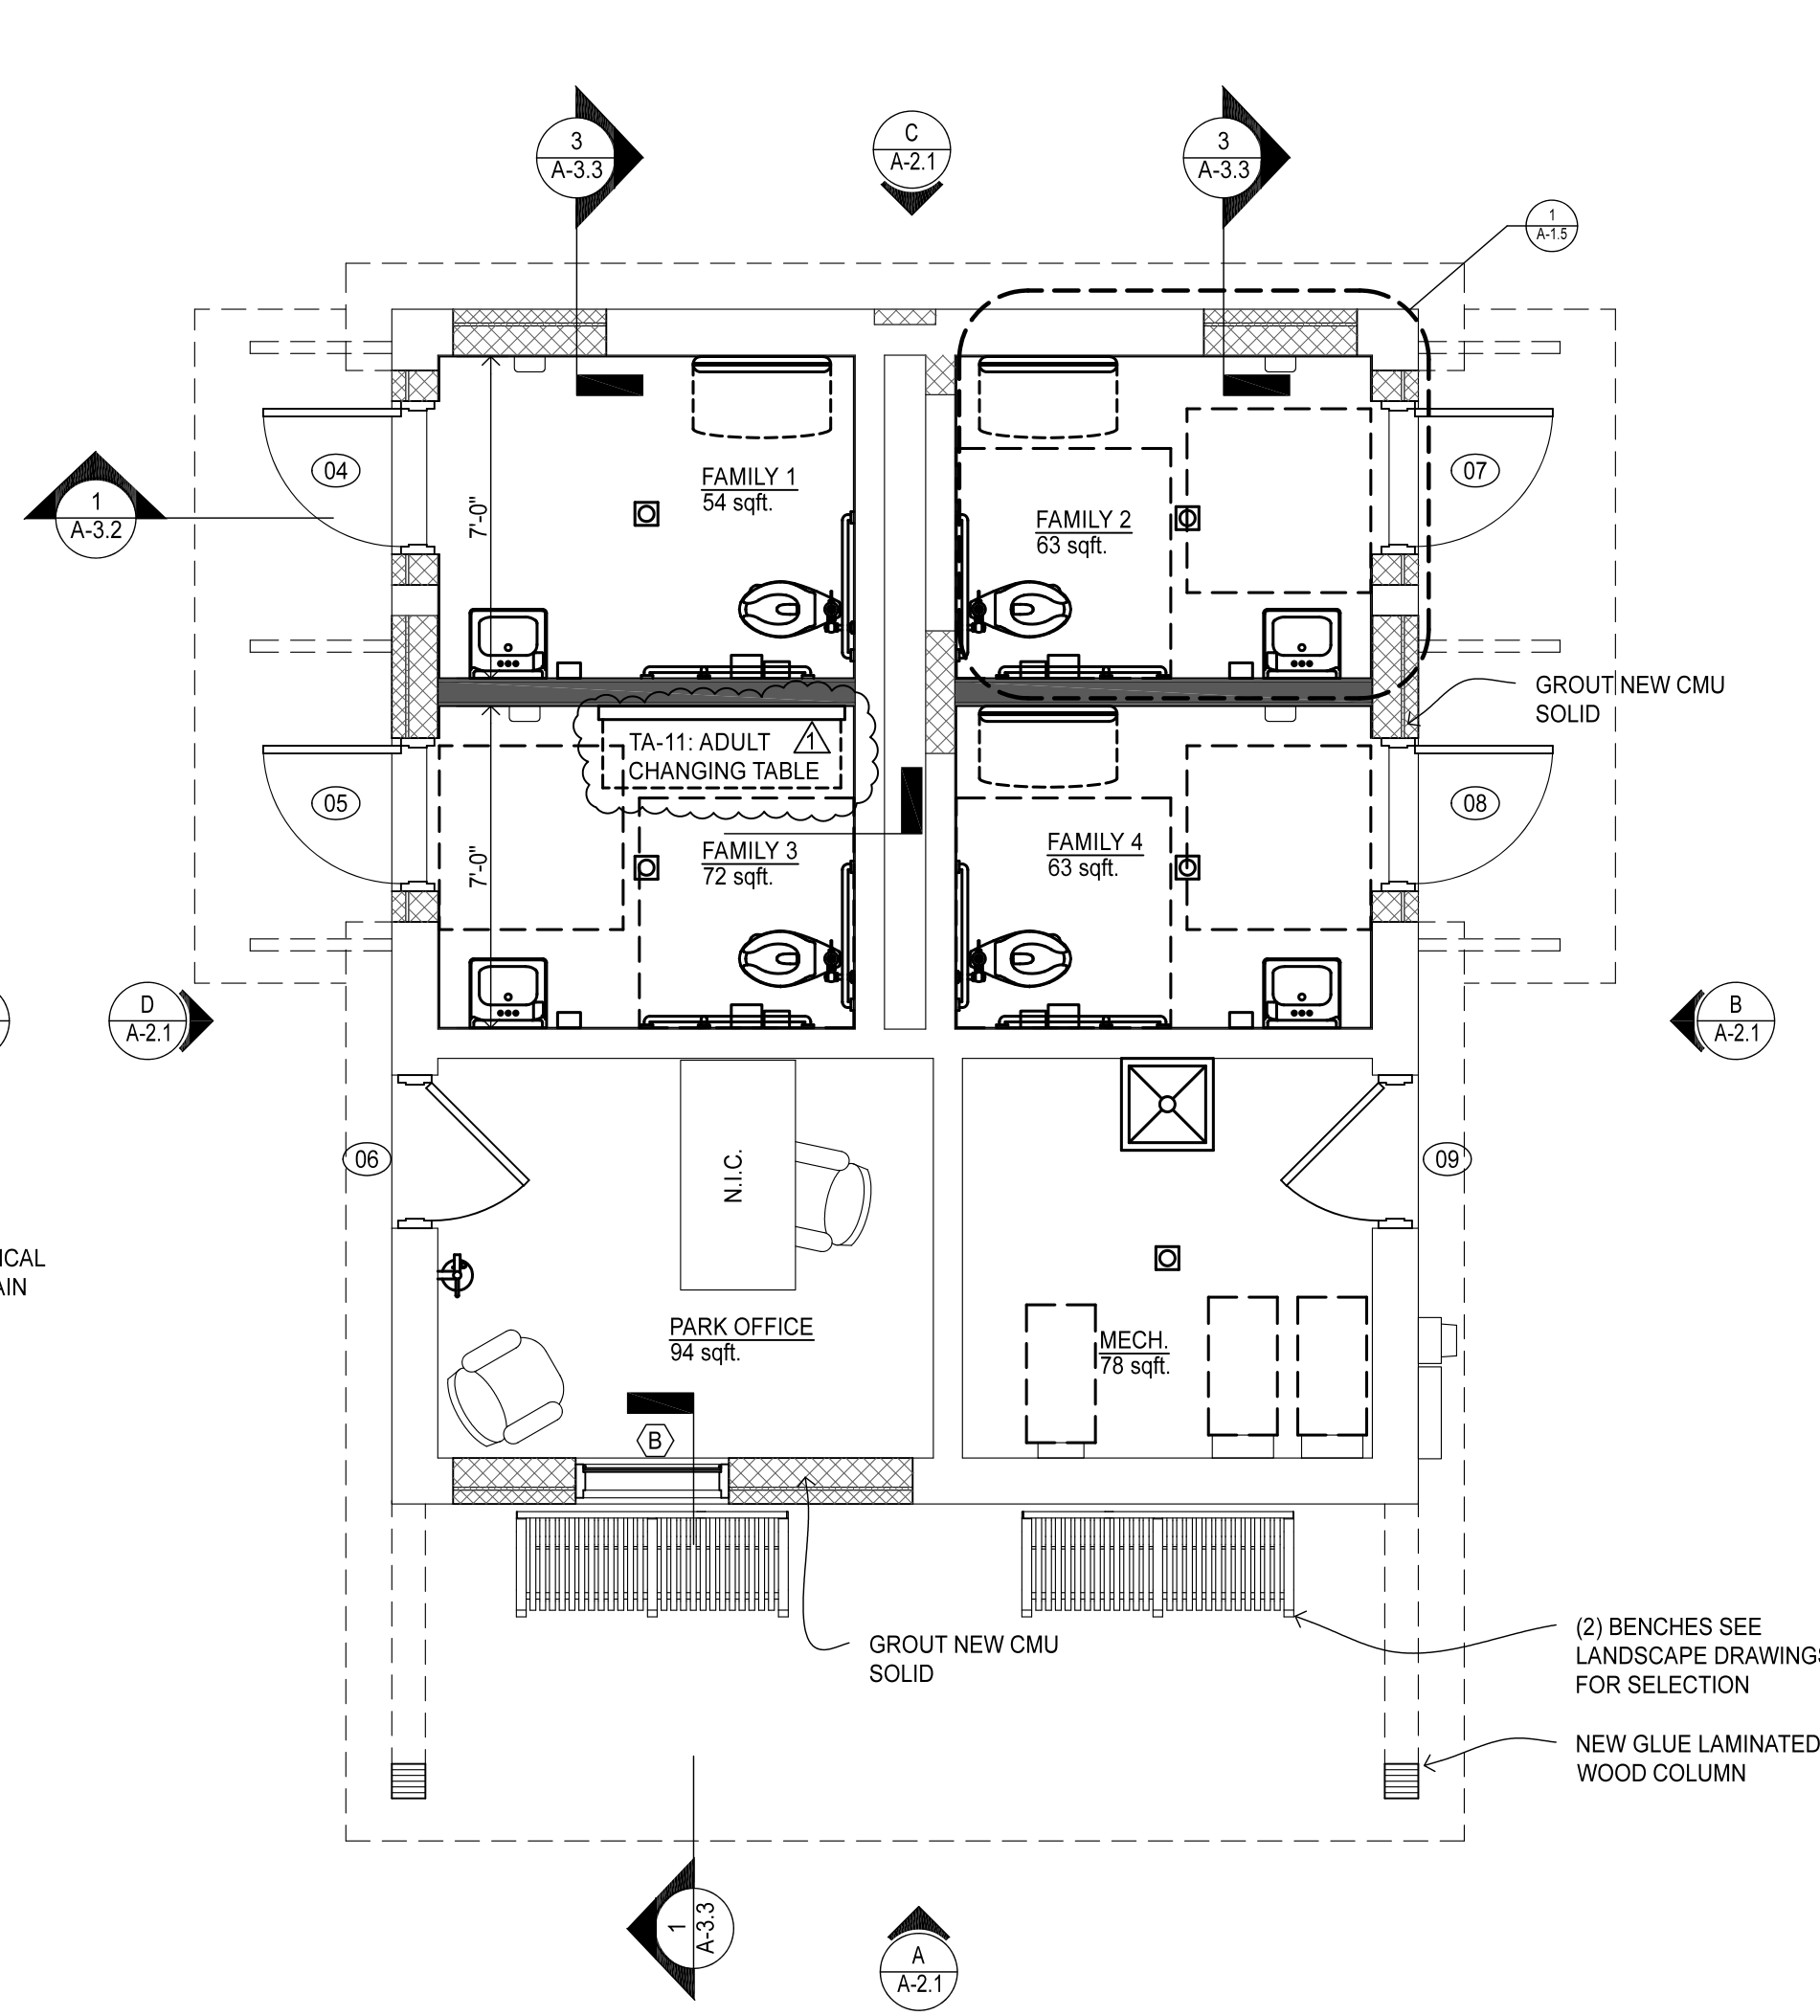 3
A-3.3
C
A-2.1
3
A-3.3
1
A-1.5
04
07
1
A-3.2
FAMILY 1
54 sqft.
7'-0"
FAMILY 2
63 sqft.
GROUT NEW CMU
SOLID
TA-11: ADULT
CHANGING TABLE
1
05
08
7'-0"
FAMILY 3
72 sqft.
FAMILY 4
63 sqft.
D
A-2.1
B
A-2.1
06
N.I.C.
09
ICAL
AIN
PARK OFFICE
94 sqft.
MECH.
78 sqft.
B
GROUT NEW CMU
SOLID
(2) BENCHES SEE
LANDSCAPE DRAWINGS
FOR SELECTION
NEW GLUE LAMINATED
WOOD COLUMN
1
A-3.3
A
A-2.1